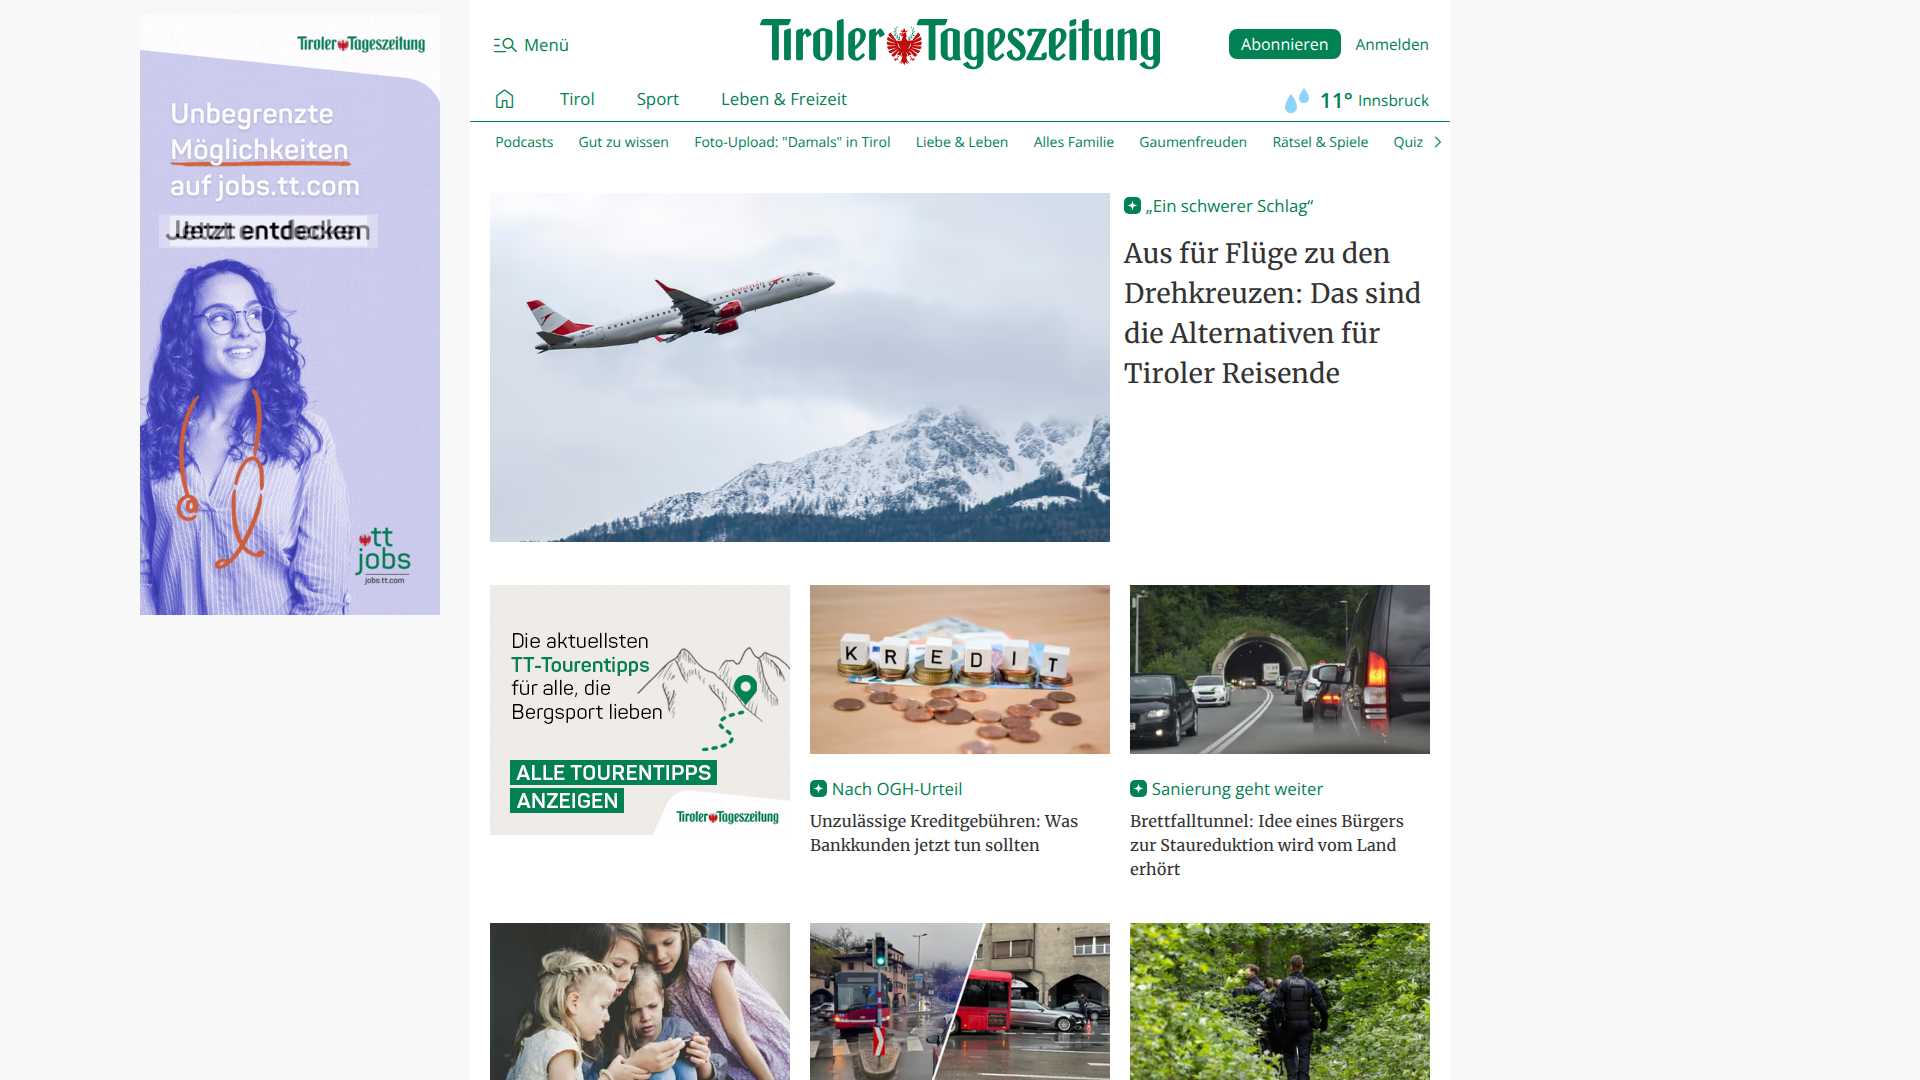 Tiroler Tageszeitung
Unbegrenzte
Möglichkeiten
auf jobs.tt.com
tt
jobs
jobs.tt.com
Menü
Tiroler Tageszeitung
Abonnieren
Anmelden
Tirol
Sport
Leben & Freizeit
11° Innsbruck
Podcasts
Gut zu wissen
Foto-Upload: "Damals" in Tirol
Liebe & Leben
Alles Familie
Gaumenfreuden
Rätsel & Spiele
Quiz
„Ein schwerer Schlag“
Aus für Flüge zu den
Drehkreuzen: Das sind
die Alternativen für
Tiroler Reisende
Die aktuellsten
TT-Tourentipps
für alle, die
Bergsport lieben
ALLE TOURENTIPPS
ANZEIGEN
Tiroler Tageszeitung
KREDIT
Nach OGH-Urteil
Unzulässige Kreditgebühren: Was
Bankkunden jetzt tun sollten
Sanierung geht weiter
Brettfalltunnel: Idee eines Bürgers
zur Staureduktion wird vom Land
erhört